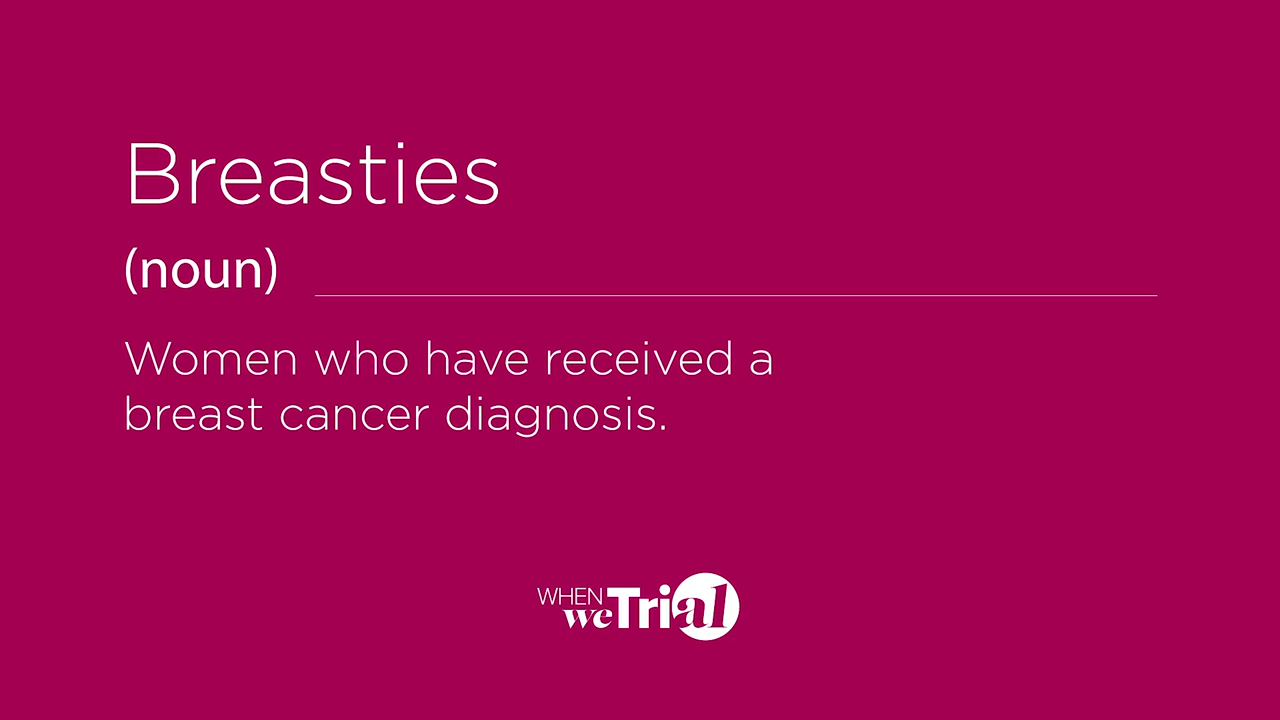 Breasties
(noun)
Women who have received a
breast cancer diagnosis.
WHEN
weTrial